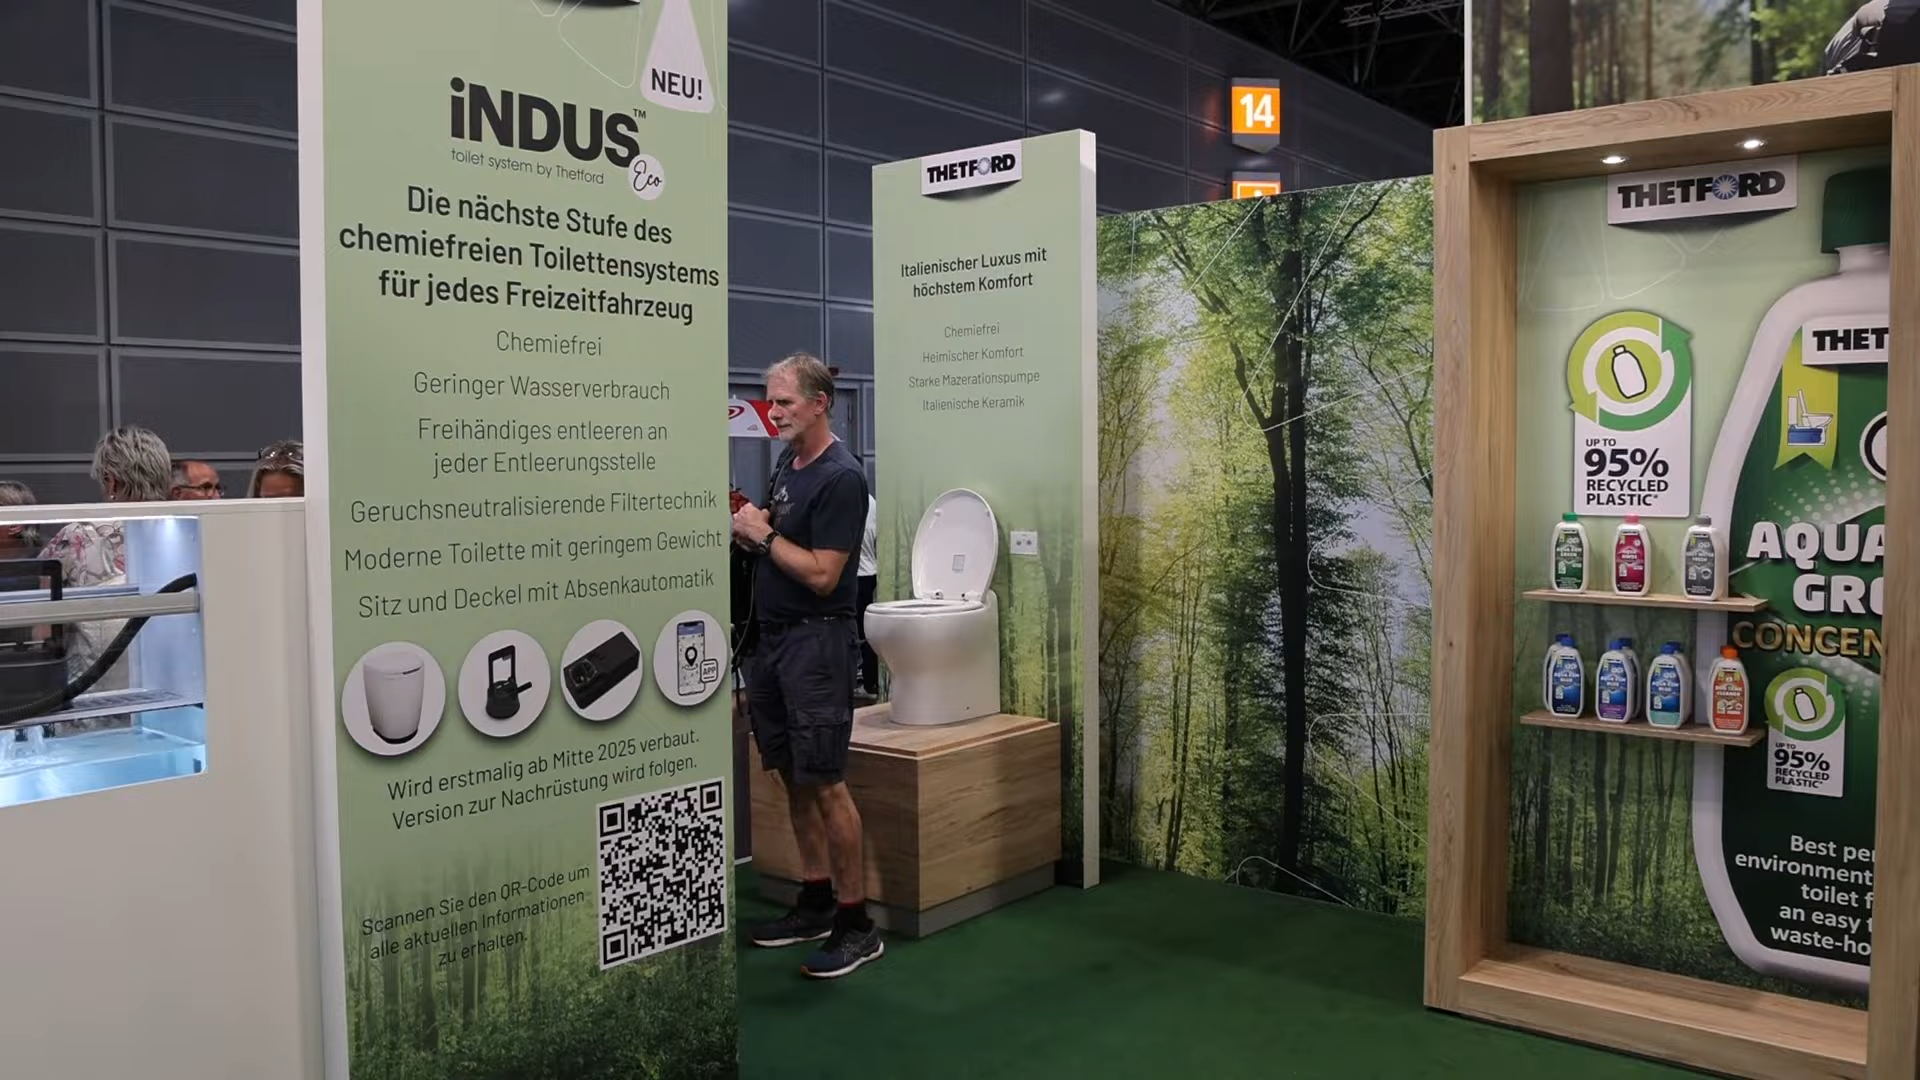 NEU!
iNDUS™
toilet system by Thetford
Eco
Die nächste Stufe des
chemiefreien Toilettensystems
für jedes Freizeitfahrzeug
Chemiefrei
Geringer Wasserverbrauch
Freihändiges entleeren an
jeder Entleerungsstelle
Geruchsneutralisierende Filtertechnik
Moderne Toilette mit geringem Gewicht
Sitz und Deckel mit Absenkautomatik
APP
Wird erstmalig ab Mitte 2025 verbaut.
Version zur Nachrüstung wird folgen.
Scannen Sie den QR-Code um
alle aktuellen Informationen
zu erhalten.
THETFORD
Italienischer Luxus mit
höchstem Komfort
Chemiefrei
Heimischer Komfort
Starke Mazerationspumpe
Italienische Keramik
14
THETFORD
UP TO
95%
RECYCLED
PLASTIC*
THET
AQUA
GRE
CONCEN
UP TO
95%
RECYCLED
PLASTIC*
Best pe
environment
toilet f
an easy
waste-ho